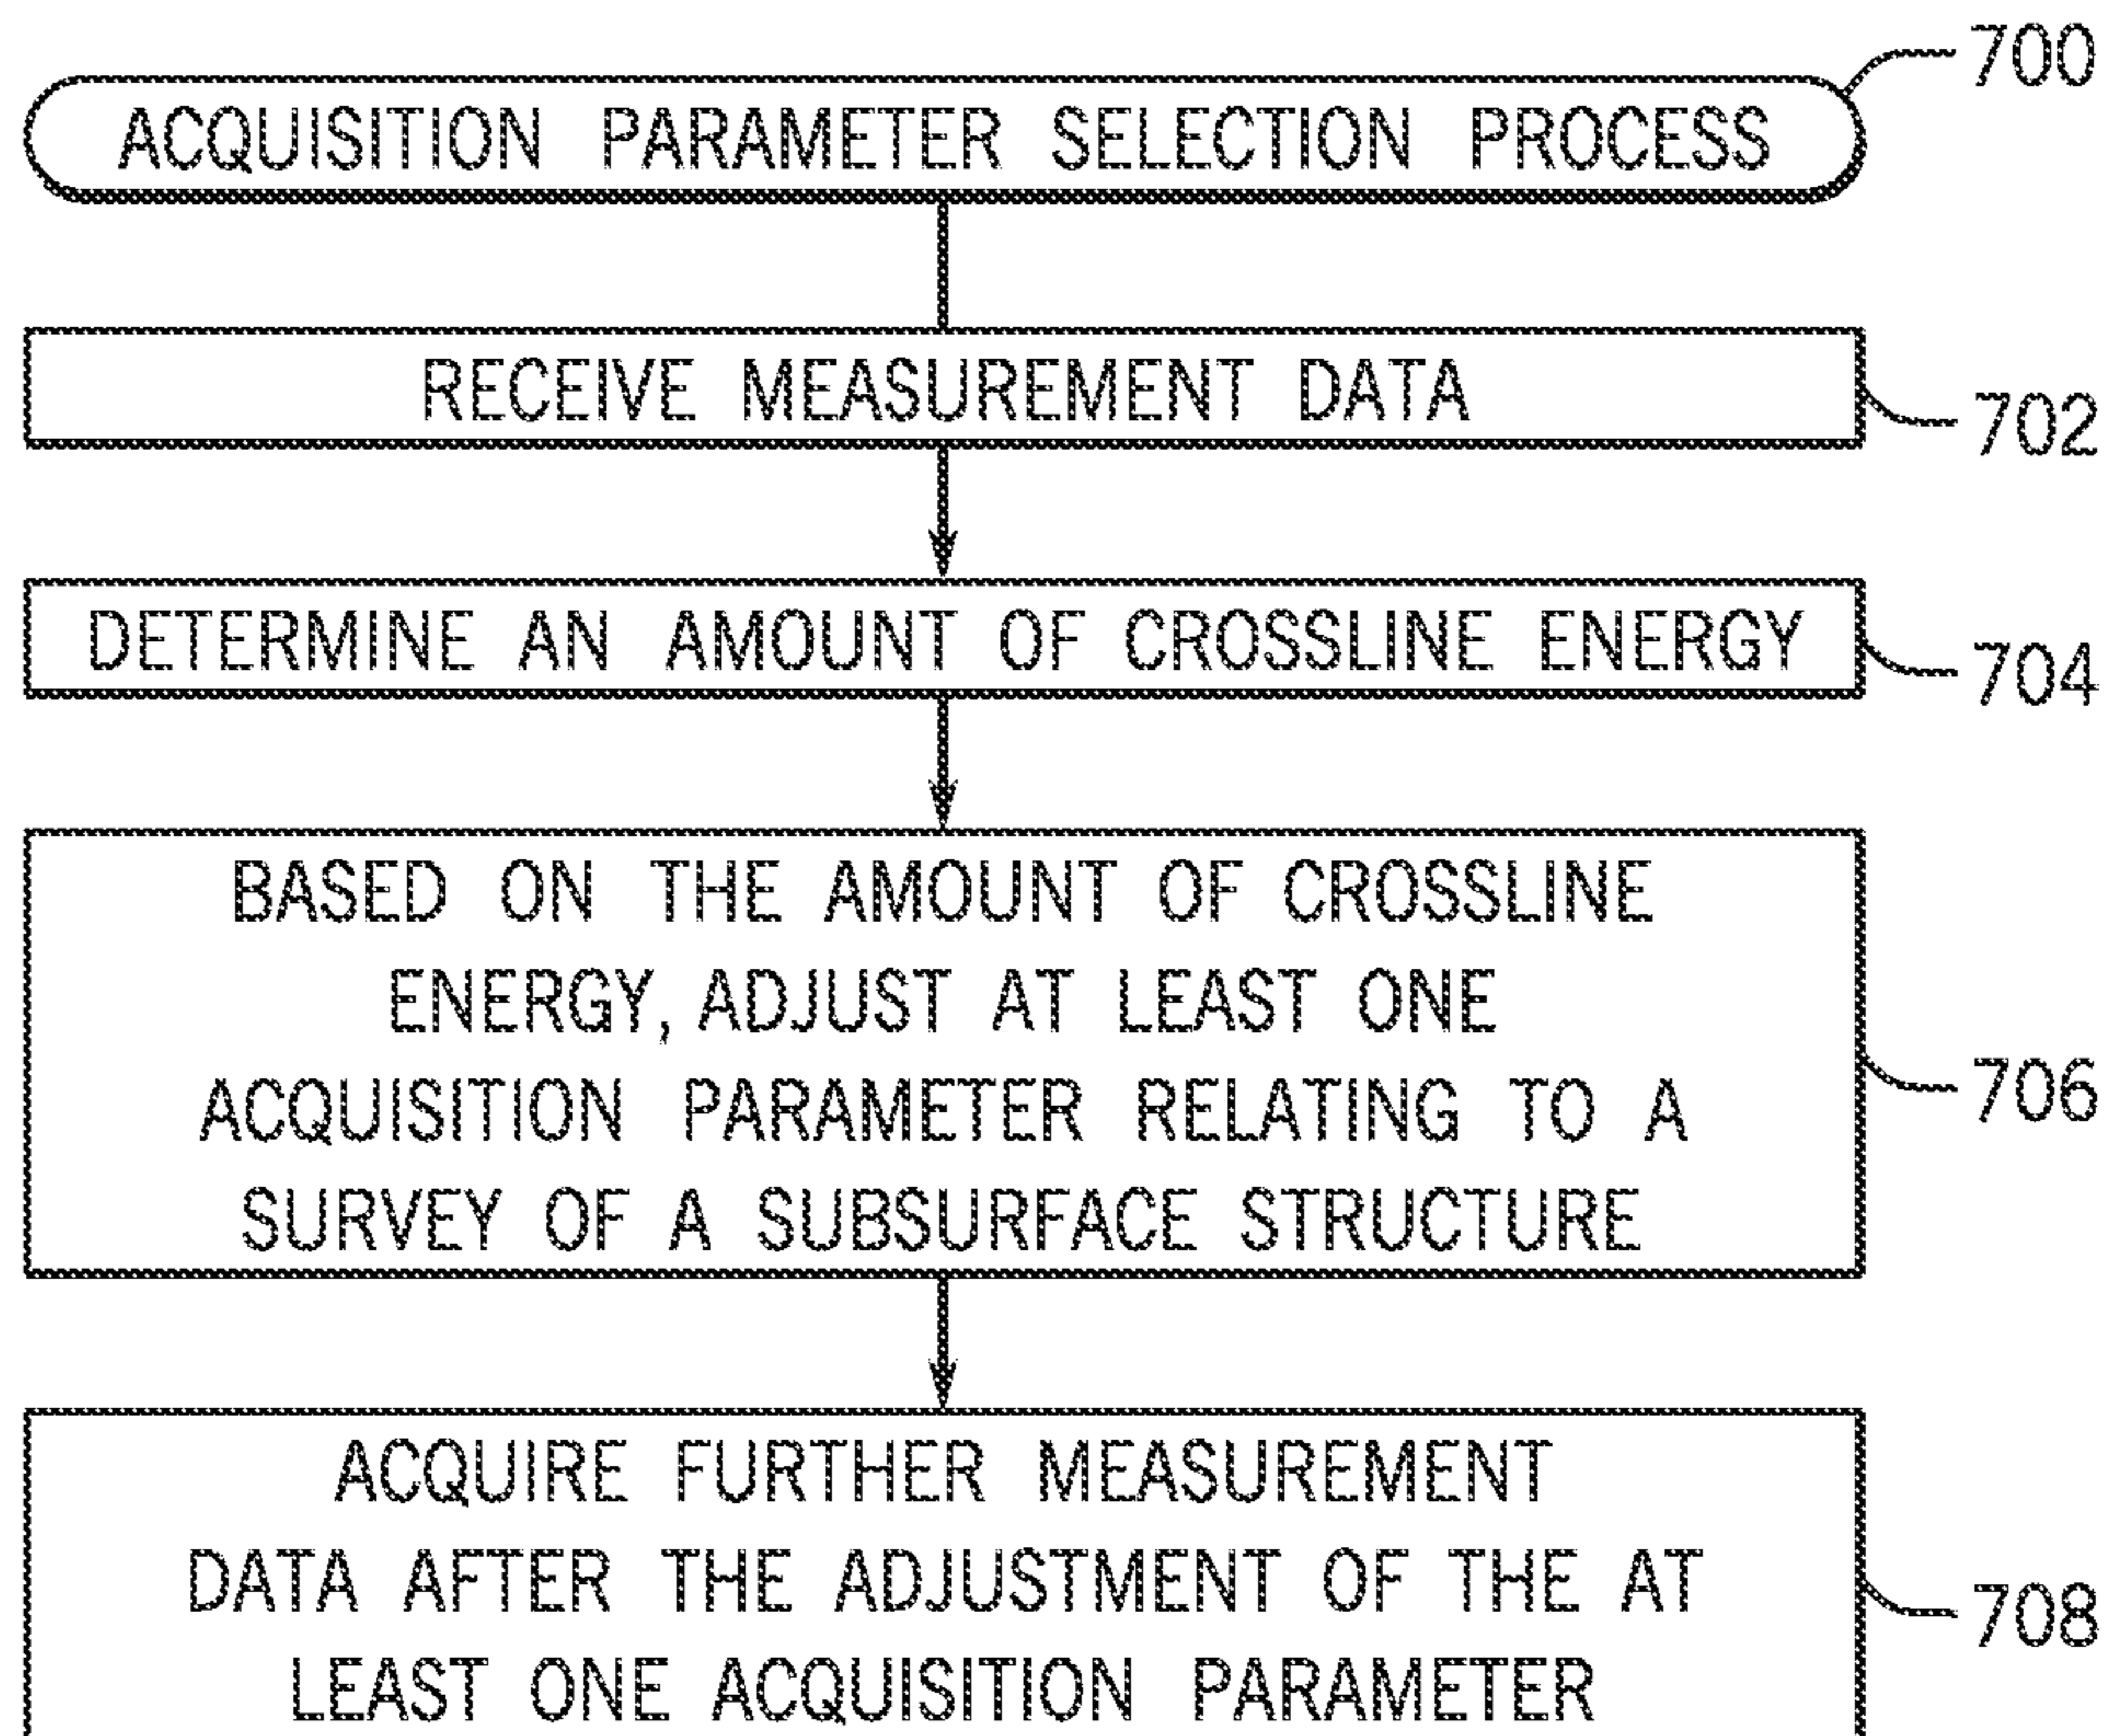 700
ACQUISITION PARAMETER SELECTION PROCESS
RECEIVE MEASUREMENT DATA
702
DETERMINE AN AMOUNT OF CROSSLINE ENERGY
704
BASED ON THE AMOUNT OF CROSSLINE
ENERGY, ADJUST AT LEAST ONE
ACQUISITION PARAMETER RELATING TO A
SURVEY OF A SUBSURFACE STRUCTURE
706
ACQUIRE FURTHER MEASUREMENT
DATA AFTER THE ADJUSTMENT OF THE AT
LEAST ONE ACQUISITION PARAMETER
708